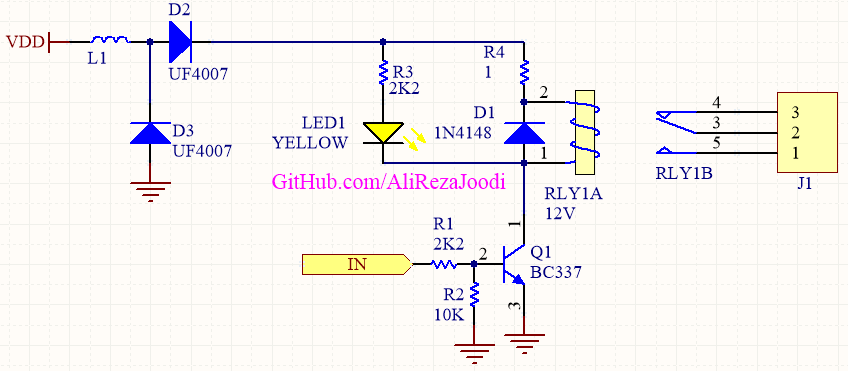 D2
VDD
L1
UF4007
R3
2K2
R4
1
2
D1
1N4148
1
LED1
YELLOW
D3
UF4007
GitHub.com/AliRezaJoodi
RLY1A
12V
4
3
5
3
2
1
RLY1B
J1
R1
2K2
IN
2
1
Q1
BC337
3
R2
10K